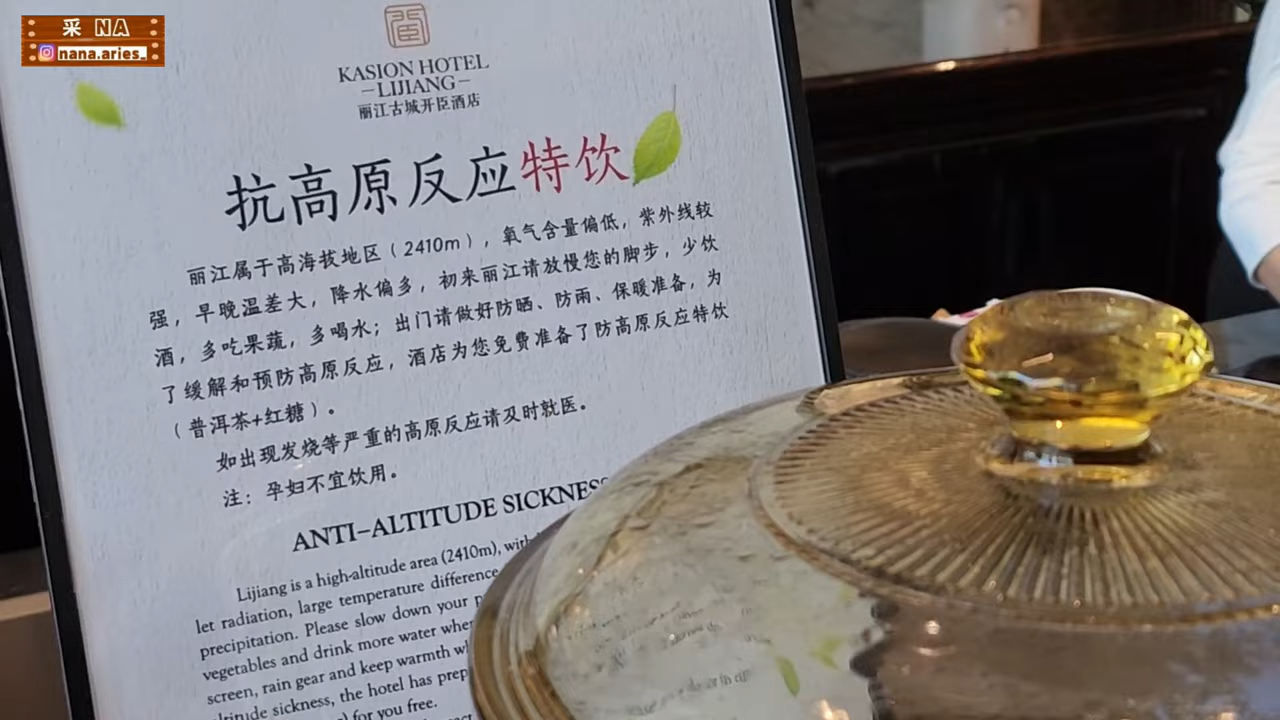 采 NA
nana.aries_
KASION HOTEL
–LIJIANG–
丽江古城开臣酒店
抗高原反应特饮
丽江属于高海拔地区（2410m），氧气含量偏低，紫外线较
强，早晚温差大，降水偏多，初来丽江请放慢您的脚步，少饮
酒，多吃果蔬，多喝水；出门请做好防晒、防雨、保暖准备，为
了缓解和预防高原反应，酒店为您免费准备了防高原反应特饮
（普洱茶+红糖）。
如出现发烧等严重的高原反应请及时就医。
注：孕妇不宜饮用。
ANTI-ALTITUDE SICKNESS
Lijiang is a high-altitude area (2410m), with
let radiation, large temperature difference
precipitation. Please slow down your
vegetables and drink more water
screen, rain gear and keep warmth
altitude sickness, the hotel has
for you free.